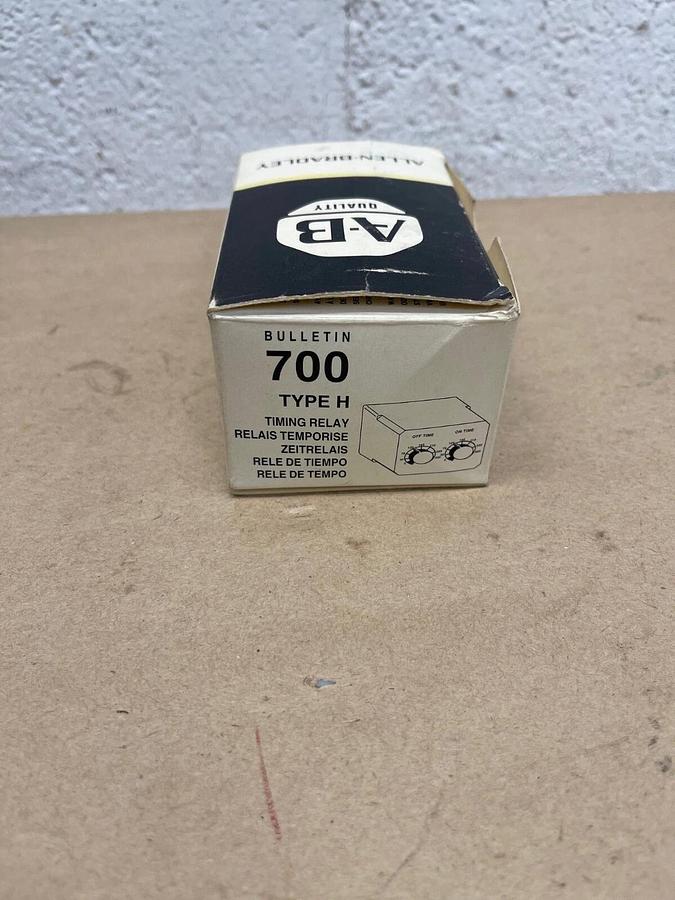 ALLEN-BRADLEY
QUALITY
A-B
BULLETIN
700
TYPE H
TIMING RELAY
RELAIS TEMPORISE
ZEITRELAIS
RELE DE TIEMPO
RELE DE TEMPO
OFF TIME
ON TIME